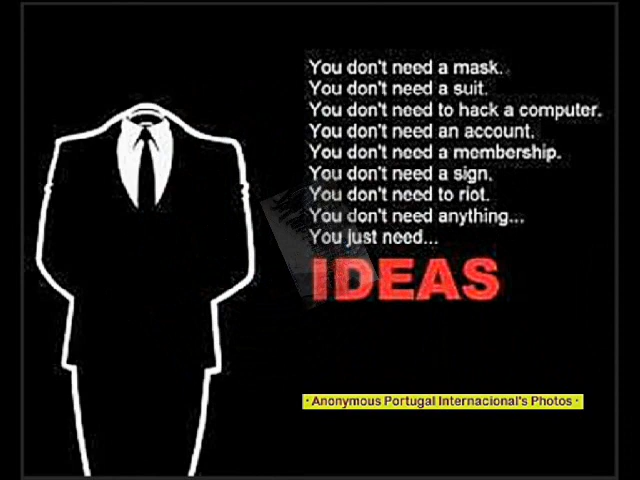 You don't need a mask.
You don't need a suit.
You don't need to hack a computer.
You don't need an account.
You don't need a membership.
You don't need a sign.
You don't need to riot.
You don't need anything...
You just need...
IDEAS
· Anonymous Portugal Internacional's Photos ·